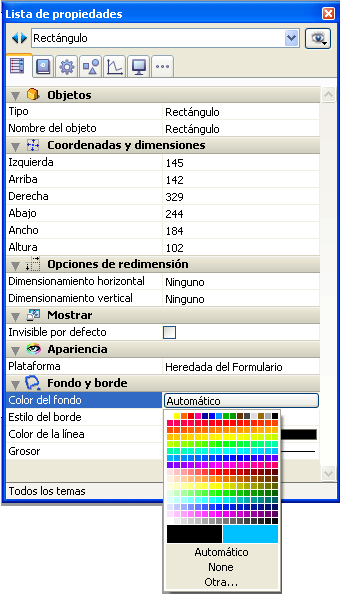 Lista de propiedades
Rectángulo
Objetos
Tipo Rectángulo
Nombre del objeto Rectángulo
Coordenadas y dimensiones
Izquierda 145
Arriba 142
Derecha 329
Abajo 244
Ancho 184
Altura 102
Opciones de redimensión
Dimensionamiento horizontal Ninguno
Dimensionamiento vertical Ninguno
Mostrar
Invisible por defecto
Apariencia
Plataforma Heredada del Formulario
Fondo y borde
Color del fondo Automático
Estilo del borde
Color de la línea
Grosor
Todos los temas
Automático
None
Otra...